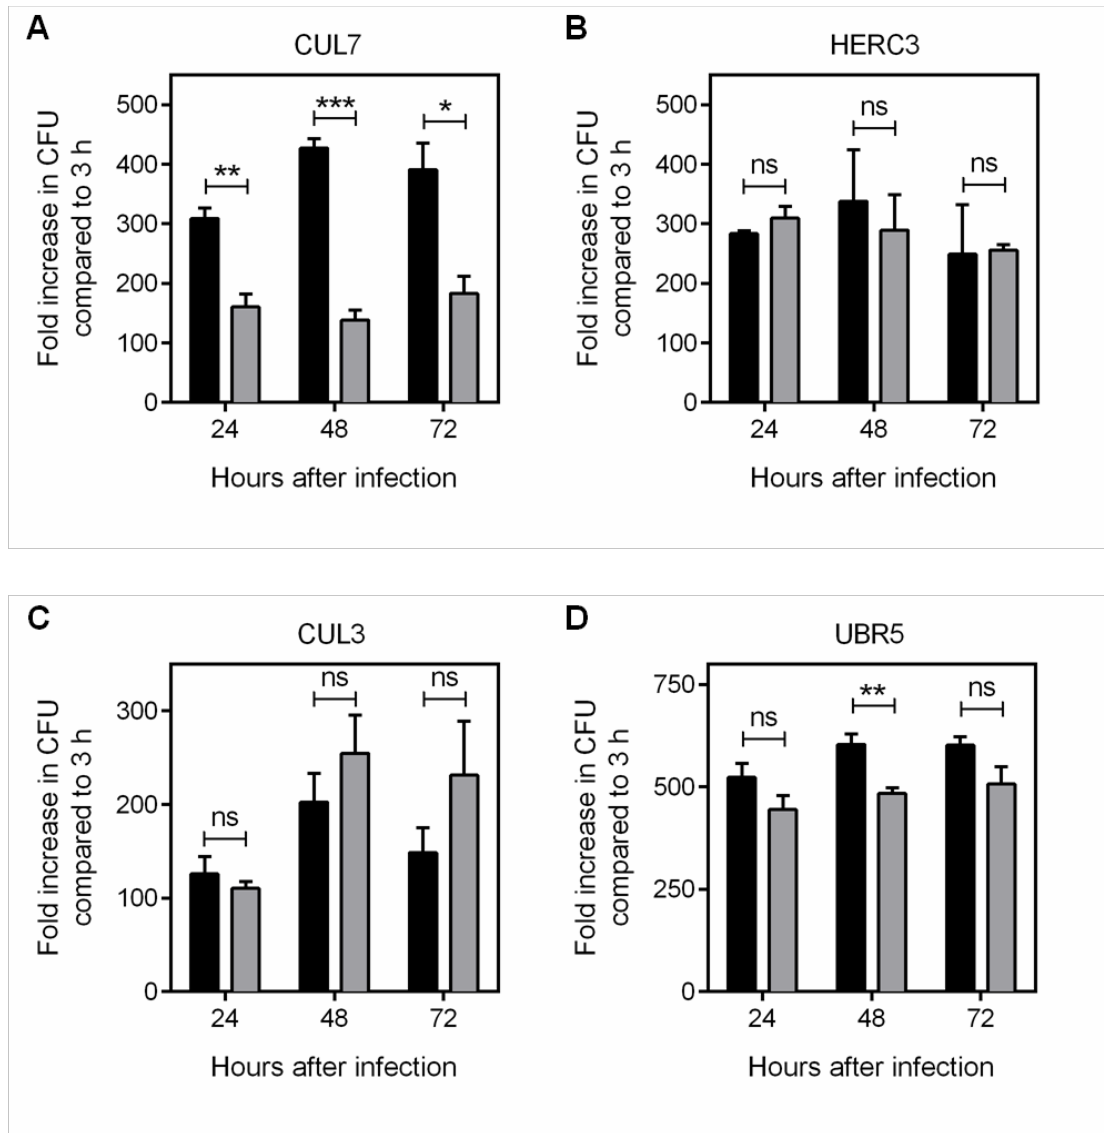 A
CUL7
Fold increase in CFU
compared to 3 h
500
400
300
200
100
0
**
***
*
24 48 72
Hours after infection
B
HERC3
Fold increase in CFU
compared to 3 h
500
400
300
200
100
0
ns
ns
ns
24 48 72
Hours after infection
C
CUL3
Fold increase in CFU
compared to 3 h
300
200
100
0
ns
ns
ns
24 48 72
Hours after infection
D
UBR5
Fold increase in CFU
compared to 3 h
750
500
250
0
ns
**
ns
24 48 72
Hours after infection